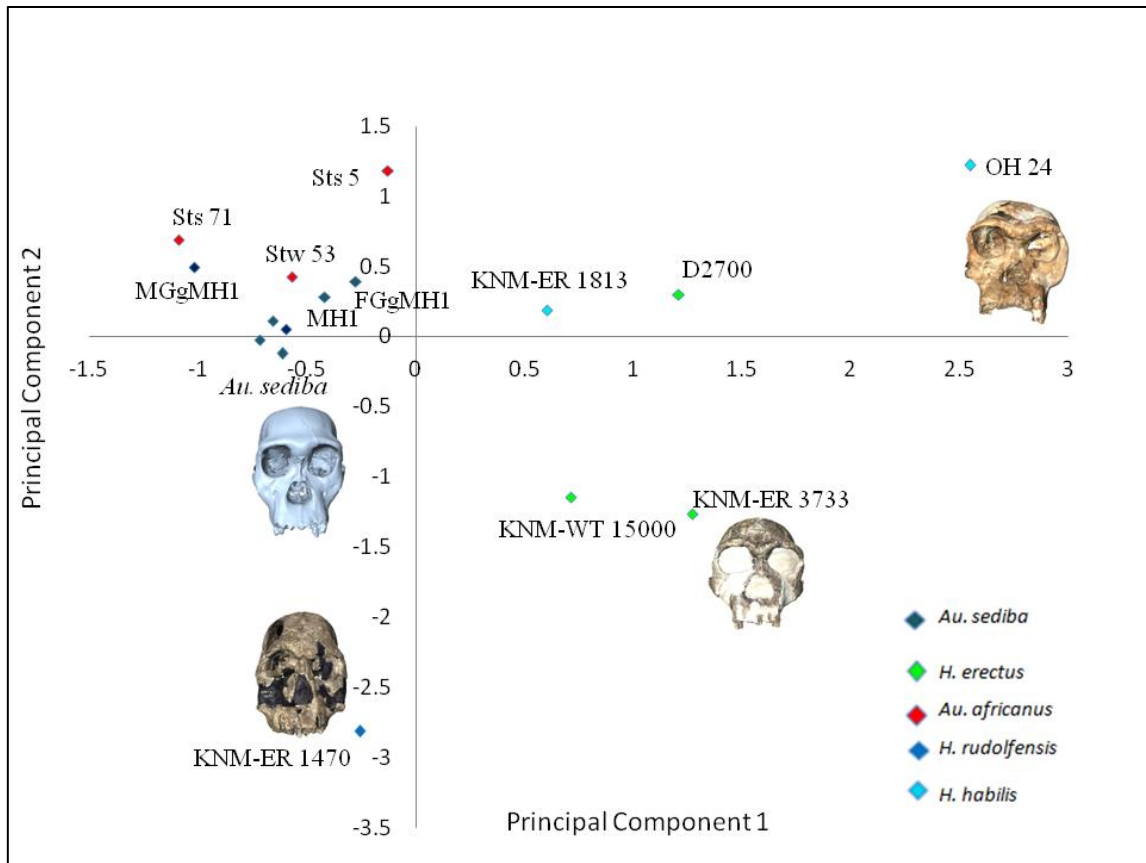 1.5
Sts 5
1
OH 24
Sts 71
Stw 53
0.5
D2700
MGgMH1
FGgMH1
KNM-ER 1813
MH1
0
-1.5
-1
-0.5
0
0.5
1
1.5
2
2.5
3
Au. sediba
-0.5
Principal Component 2
-1
KNM-WT 15000
KNM-ER 3733
-1.5
-2
-2.5
KNM-ER 1470
-3
-3.5
Principal Component 1
Au. sediba
H. erectus
Au. africanus
H. rudolfensis
H. habilis